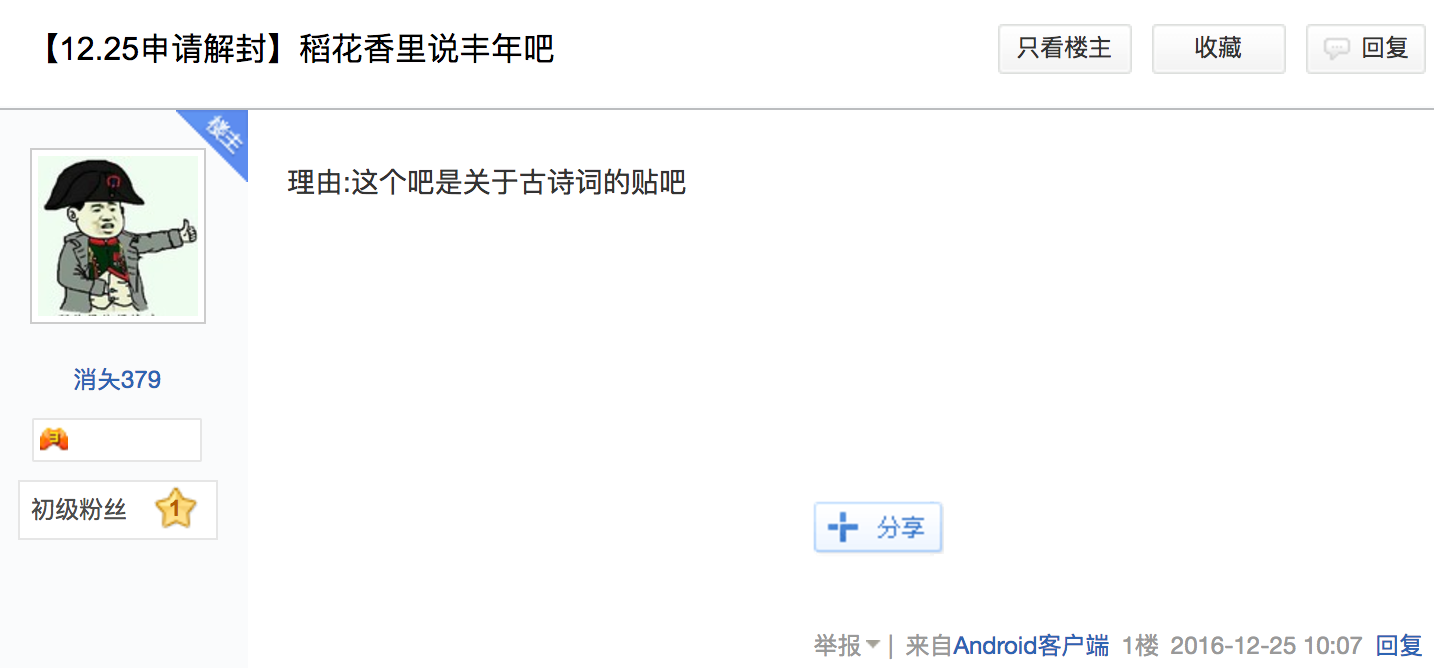 【12.25申请解封】稻花香里说丰年吧
只看楼主
收藏
回复
楼主
理由:这个吧是关于古诗词的贴吧
消夨379
3
初级粉丝
1
分享
举报 | 来自Android客户端 1楼 2016-12-25 10:07 回复